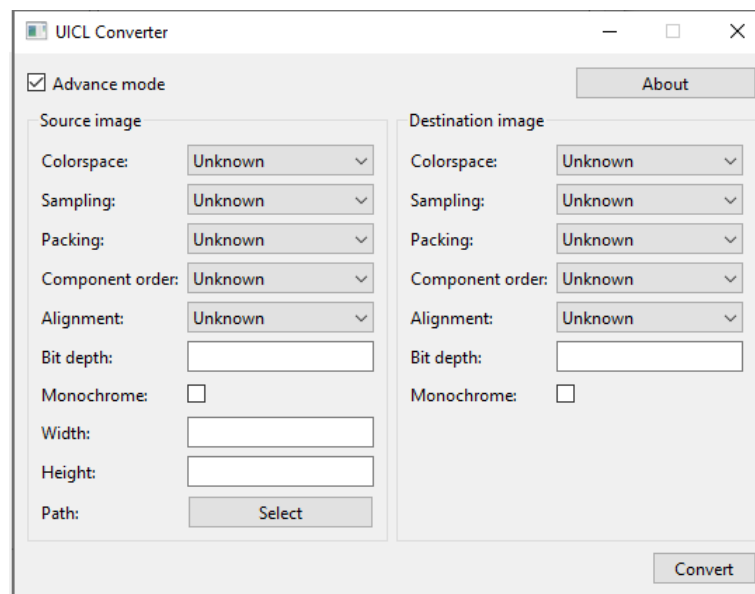 UICL Converter
Advance mode
About
Source image
Colorspace: Unknown
Sampling: Unknown
Packing: Unknown
Component order: Unknown
Alignment: Unknown
Bit depth:
Monochrome:
Width:
Height:
Path: Select
Destination image
Colorspace: Unknown
Sampling: Unknown
Packing: Unknown
Component order: Unknown
Alignment: Unknown
Bit depth:
Monochrome:
Convert